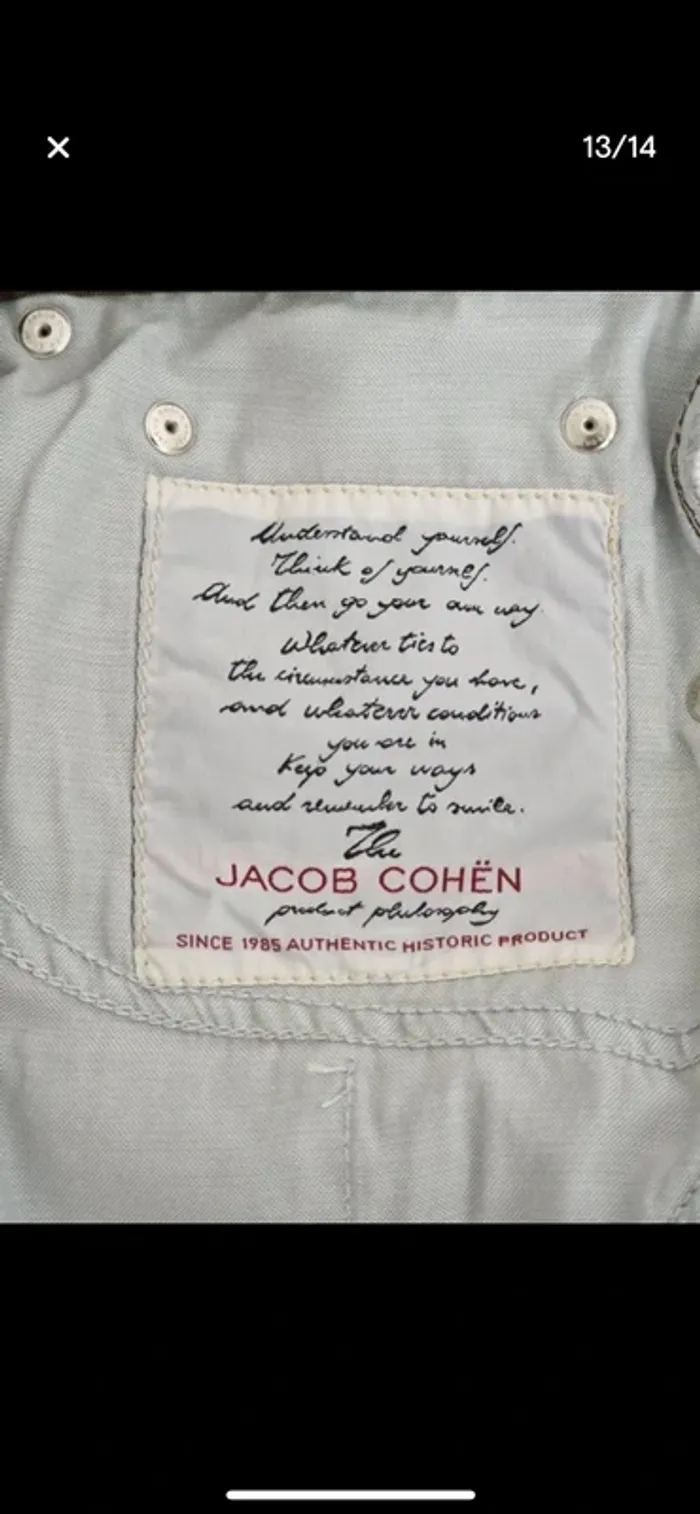 13/14
Understand yourself.
Think of yourself.
And then go your own way.
Whatever ties to
the circumstance you have,
and whatever conditions
you are in
Keep your ways
and remember to smile.
The
JACOB COHËN
product philosophy
SINCE 1985 AUTHENTIC HISTORIC PRODUCT